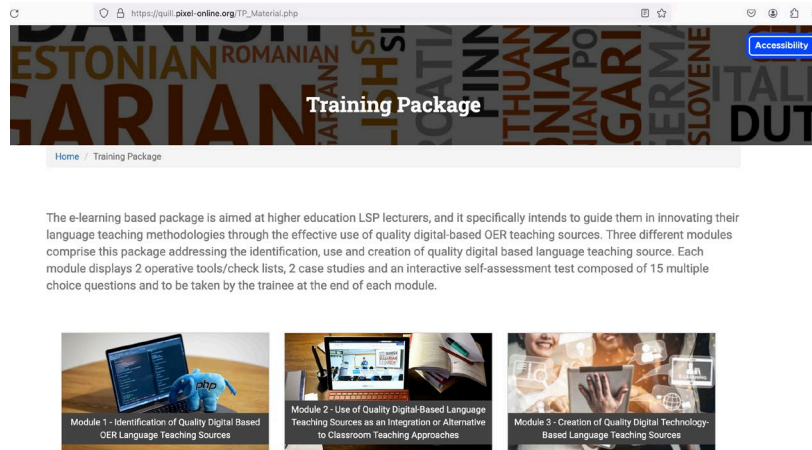 https://quill.pixel-online.org/TP_Material.php
Accessibility
ESTONIAN
ROMANIAN
Training Package
Home / Training Package
The e-learning based package is aimed at higher education LSP lecturers, and it specifically intends to guide them in innovating their
language teaching methodologies through the effective use of quality digital-based OER teaching sources. Three different modules
comprise this package addressing the identification, use and creation of quality digital based language teaching source. Each
module displays 2 operative tools/check lists, 2 case studies and an interactive self-assessment test composed of 15 multiple
choice questions and to be taken by the trainee at the end of each module.
php
Module 1 - Identification of Quality Digital Based
OER Language Teaching Sources
Module 2 - Use of Quality Digital-Based Language
Teaching Sources as an Integration or Alternative
to Classroom Teaching Approaches
Module 3 - Creation of Quality Digital Technology-
Based Language Teaching Sources